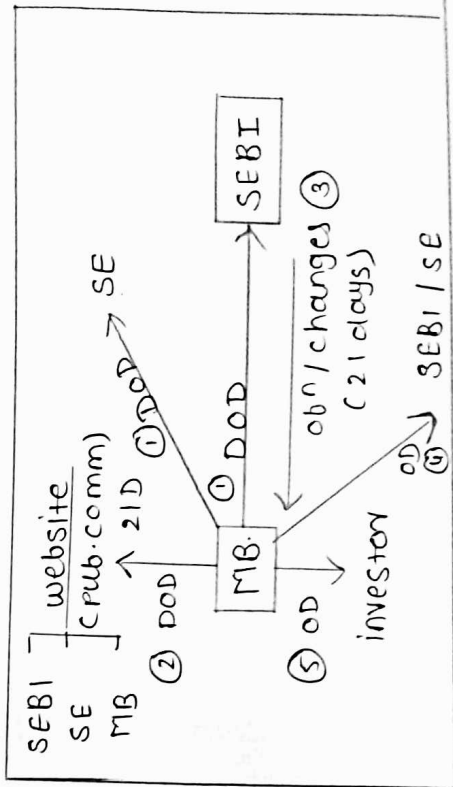 SEBI
SE
MB
website
(pub.comm)
② DOD
21D
① DOD
SE
MB.
① DOD
SEBI
obⁿ/changes ③
(21 days)
⑤ OD
investor
OD
④
SEBI/SE